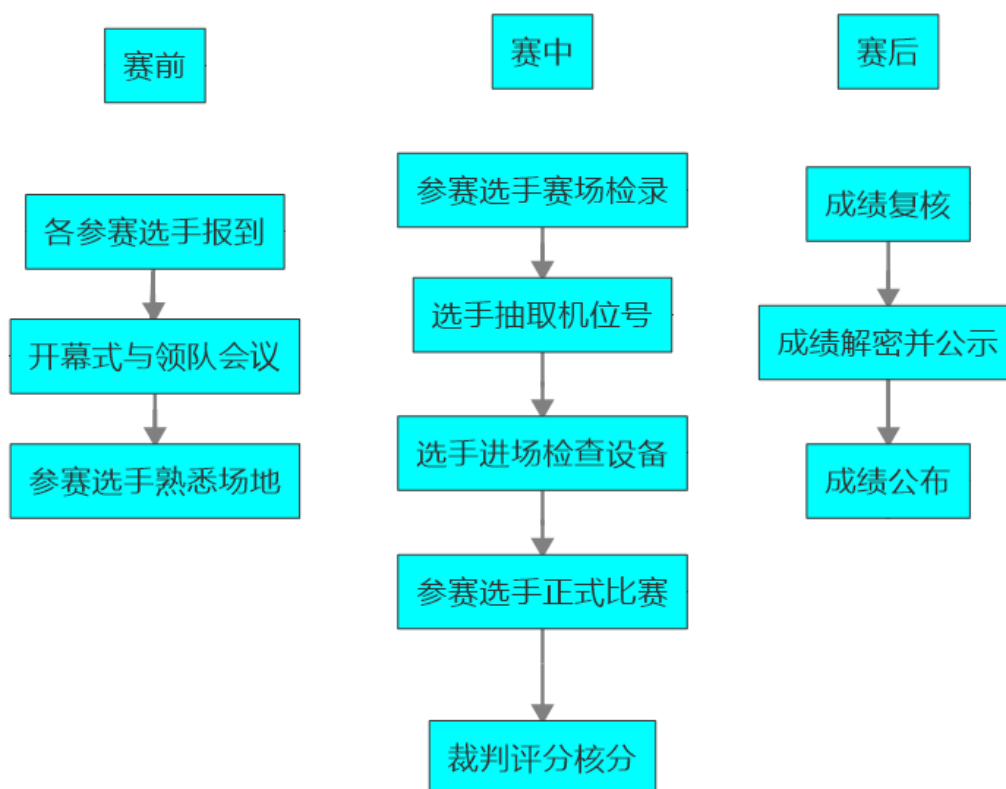 赛前
各参赛选手报到
开幕式与领队会议
参赛选手熟悉场地
赛中
参赛选手赛场检录
选手抽取机位号
选手进场检查设备
参赛选手正式比赛
裁判评分核分
赛后
成绩复核
成绩解密并公示
成绩公布